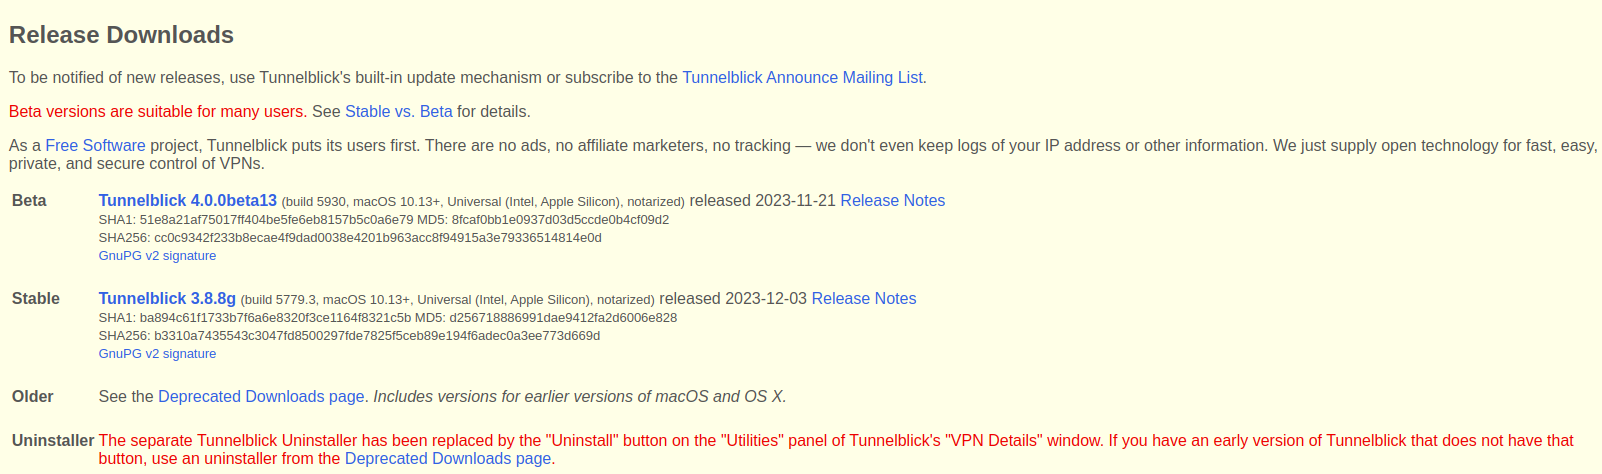 Release Downloads
To be notified of new releases, use Tunnelblick's built-in update mechanism or subscribe to the Tunnelblick Announce Mailing List.
Beta versions are suitable for many users. See Stable vs. Beta for details.
As a Free Software project, Tunnelblick puts its users first. There are no ads, no affiliate marketers, no tracking — we don't even keep logs of your IP address or other information. We just supply open technology for fast, easy,
private, and secure control of VPNs.
Beta Tunnelblick 4.0.0beta13 (build 5930, macOS 10.13+, Universal (Intel, Apple Silicon), notarized) released 2023-11-21 Release Notes
SHA1: 51e8a21af75017ff404be5fe6eb8157b5c0a6e79 MD5: 8fcaf0bb1e0937d03d5ccde0b4cf09d2
SHA256: cc0c9342f233b8ecae4f9dad0038e4201b963acc8f94915a3e79336514814e0d
GnuPG v2 signature
Stable Tunnelblick 3.8.8g (build 5779.3, macOS 10.13+, Universal (Intel, Apple Silicon), notarized) released 2023-12-03 Release Notes
SHA1: ba894c61f1733b7f6a6e8320f3ce1164f8321c5b MD5: d256718886991dae9412fa2d6006e828
SHA256: b3310a7435543c3047fd8500297fde7825f5ceb89e194f6adec0a3ee773d669d
GnuPG v2 signature
Older See the Deprecated Downloads page. Includes versions for earlier versions of macOS and OS X.
Uninstaller The separate Tunnelblick Uninstaller has been replaced by the "Uninstall" button on the "Utilities" panel of Tunnelblick's "VPN Details" window. If you have an early version of Tunnelblick that does not have that
button, use an uninstaller from the Deprecated Downloads page.